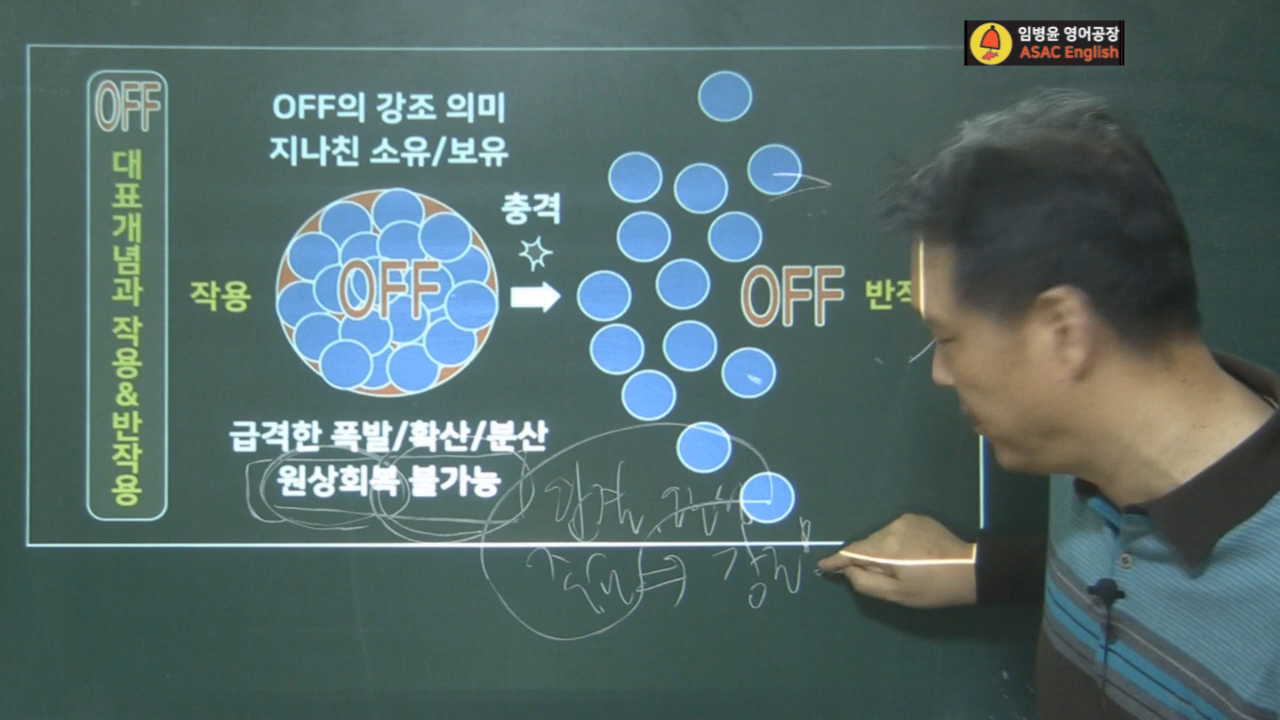 임병윤 영어공장
ASAC English
OFF
대표개념과 작용&반작용
OFF의 강조 의미
지나친 소유/보유
충격
작용
OFF
OFF
급격한 폭발/확산/분산
원상회복 불가능